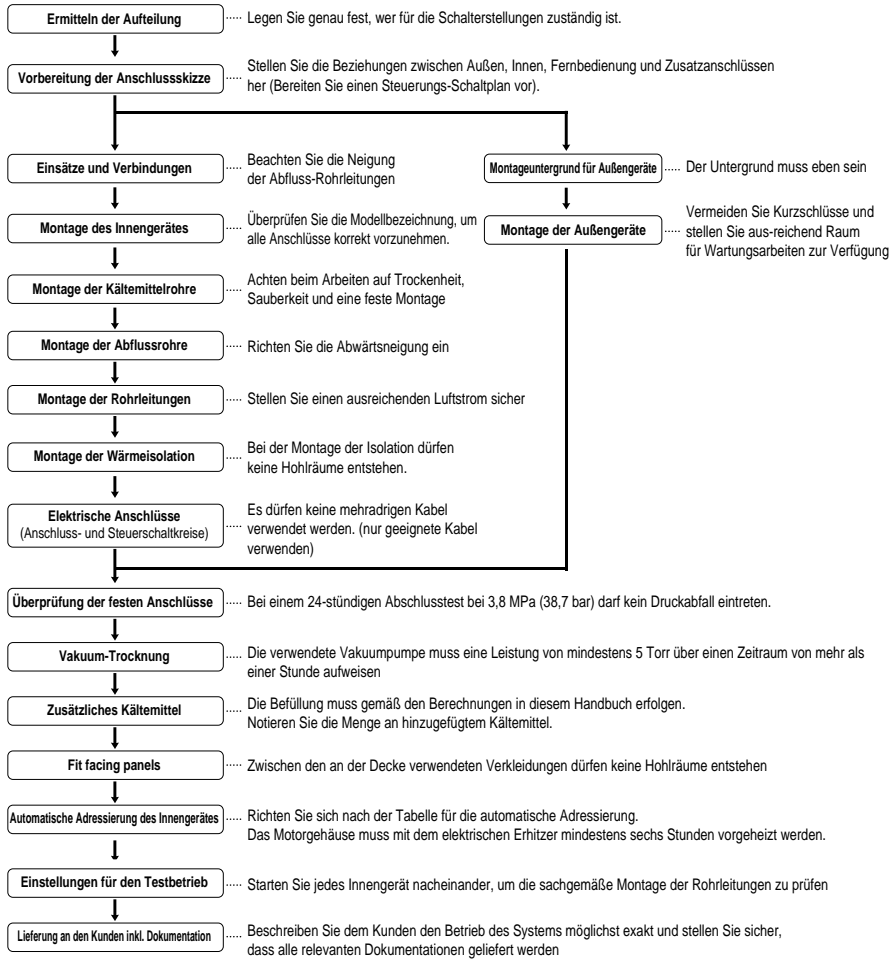 Ermitteln der Aufteilung
..... Legen Sie genau fest, wer für die Schalterstellungen zuständig ist.
Vorbereitung der Anschlussskizze
..... Stellen Sie die Beziehungen zwischen Außen, Innen, Fernbedienung und Zusatzanschlüssen
her (Bereiten Sie einen Steuerungs-Schaltplan vor).
Einsätze und Verbindungen
..... Beachten Sie die Neigung
der Abfluss-Rohrleitungen
Montageuntergrund für Außengeräte
..... Der Untergrund muss eben sein
Montage des Innengerätes
..... Überprüfen Sie die Modellbezeichnung, um
alle Anschlüsse korrekt vorzunehmen.
Montage der Außengeräte
..... Vermeiden Sie Kurzschlüsse und
stellen Sie aus-reichend Raum
für Wartungsarbeiten zur Verfügung
Montage der Kältemittelrohre
..... Achten beim Arbeiten auf Trockenheit,
Sauberkeit und eine feste Montage
Montage der Abflussrohre
..... Richten Sie die Abwärtsneigung ein
Montage der Rohrleitungen
..... Stellen Sie einen ausreichenden Luftstrom sicher
Montage der Wärmeisolation
..... Bei der Montage der Isolation dürfen
keine Hohlräume entstehen.
Elektrische Anschlüsse
(Anschluss- und Steuerschaltkreise)
..... Es dürfen keine mehradrigen Kabel
verwendet werden. (nur geeignete Kabel
verwenden)
Überprüfung der festen Anschlüsse
..... Bei einem 24-stündigen Abschlusstest bei 3,8 MPa (38,7 bar) darf kein Druckabfall eintreten.
Vakuum-Trocknung
..... Die verwendete Vakuumpumpe muss eine Leistung von mindestens 5 Torr über einen Zeitraum von mehr als
einer Stunde aufweisen
Zusätzliches Kältemittel
..... Die Befüllung muss gemäß den Berechnungen in diesem Handbuch erfolgen.
Notieren Sie die Menge an hinzugefügtem Kältemittel.
Fit facing panels
..... Zwischen den an der Decke verwendeten Verkleidungen dürfen keine Hohlräume entstehen
Automatische Adressierung des Innengerätes
..... Richten Sie sich nach der Tabelle für die automatische Adressierung.
Das Motorgehäuse muss mit dem elektrischen Erhitzer mindestens sechs Stunden vorgeheizt werden.
Einstellungen für den Testbetrieb
..... Starten Sie jedes Innengerät nacheinander, um die sachgemäße Montage der Rohrleitungen zu prüfen
Lieferung an den Kunden inkl. Dokumentation
..... Beschreiben Sie dem Kunden den Betrieb des Systems möglichst exakt und stellen Sie sicher,
dass alle relevanten Dokumentationen geliefert werden